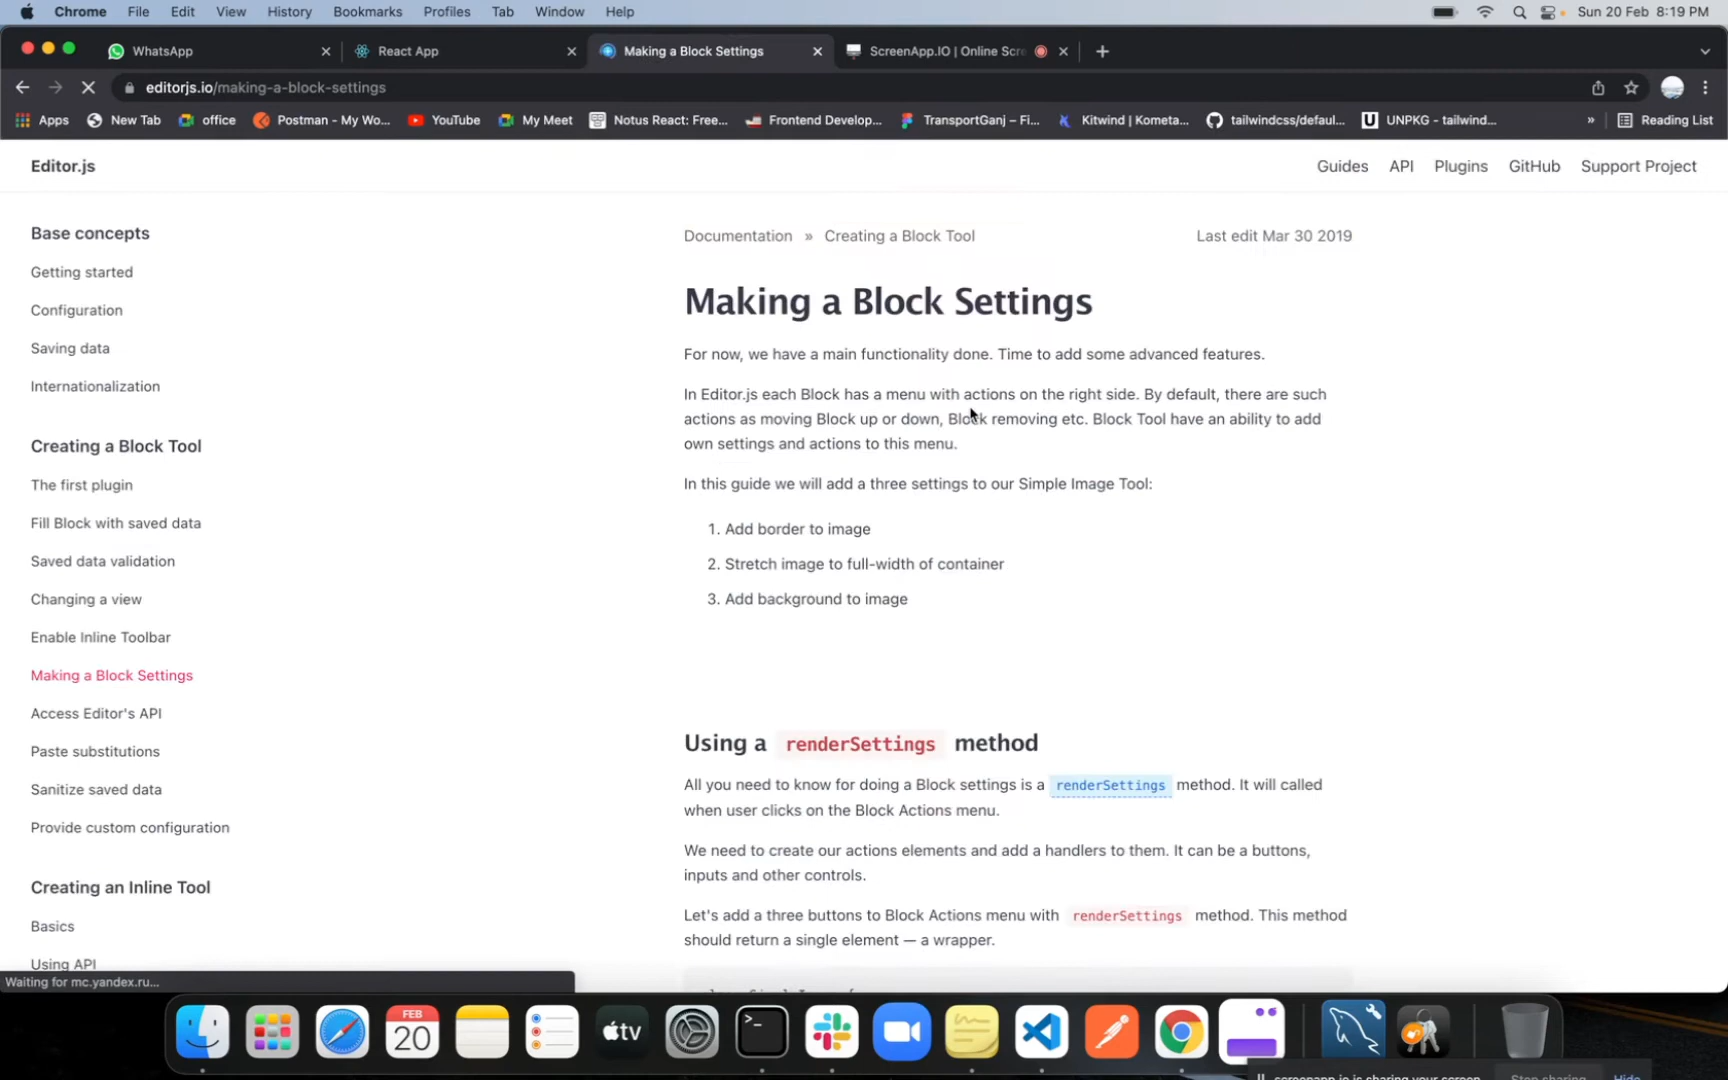 Chrome File Edit View History Bookmarks Profiles Tab Window Help Sun 20 Feb 8:19 PM
WhatsApp React App Making a Block Settings ScreenApp.IO | Online Scre
editorjs.io/making-a-block-settings
Apps New Tab office Postman - My Wo... YouTube My Meet Notus React: Free... Frontend Develop... TransportGanj – Fi... Kitwind | Kometa... tailwindcss/defaul... UNPKG - tailwind... » Reading List
Editor.js Guides API Plugins GitHub Support Project
Base concepts
Getting started
Configuration
Saving data
Internationalization
Creating a Block Tool
The first plugin
Fill Block with saved data
Saved data validation
Changing a view
Enable Inline Toolbar
Making a Block Settings
Access Editor's API
Paste substitutions
Sanitize saved data
Provide custom configuration
Creating an Inline Tool
Basics
Using API
Waiting for mc.yandex.ru...
Documentation » Creating a Block Tool Last edit Mar 30 2019
Making a Block Settings
For now, we have a main functionality done. Time to add some advanced features.
In Editor.js each Block has a menu with actions on the right side. By default, there are such
actions as moving Block up or down, Block removing etc. Block Tool have an ability to add
own settings and actions to this menu.
In this guide we will add a three settings to our Simple Image Tool:
1. Add border to image
2. Stretch image to full-width of container
3. Add background to image
Using a renderSettings method
All you need to know for doing a Block settings is a renderSettings method. It will called
when user clicks on the Block Actions menu.
We need to create our actions elements and add a handlers to them. It can be a buttons,
inputs and other controls.
Let's add a three buttons to Block Actions menu with renderSettings method. This method
should return a single element — a wrapper.
FEB
20
tv
screenapp.io is sharing your screen. Stop sharing Hide